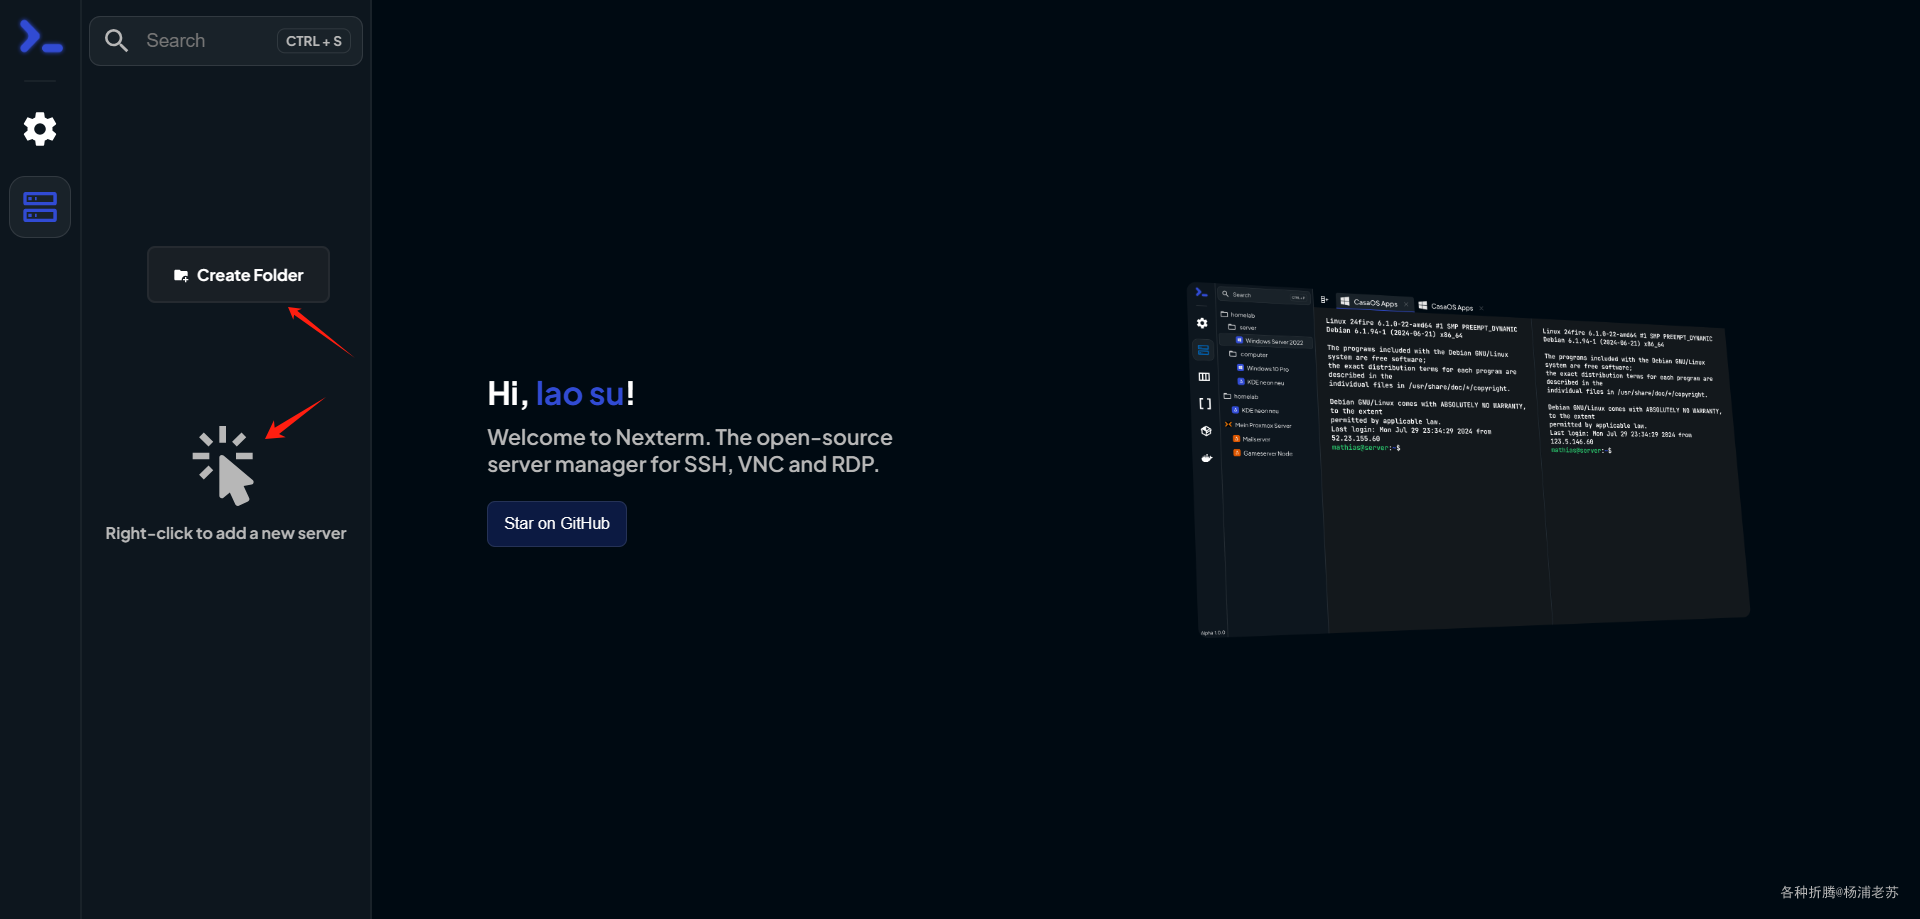 Search
CTRL + S
Create Folder
Right-click to add a new server
Hi, lao su!
Welcome to Nexterm. The open-source
server manager for SSH, VNC and RDP.
Star on GitHub
Search
homelab
server
Windows Server 2022
computer
Windows 10 Pro
KDE neon neu
homelab
KDE neon neu
Mein Proxmox Server
Mailserver
Gameserver Node
Alpha 1.0.0
CasaOS Apps
CasaOS Apps
Linux 24fire 6.1.0-22-amd64 #1 SMP PREEMPT_DYNAMIC
Debian 6.1.94-1 (2024-06-21) x86_64
The programs included with the Debian GNU/Linux
system are free software;
the exact distribution terms for each program are
described in the
individual files in /usr/share/doc/*/copyright.
Debian GNU/Linux comes with ABSOLUTELY NO WARRANTY,
to the extent
permitted by applicable law.
Last login: Mon Jul 29 23:34:29 2024 from
52.23.155.60
mathias@server:~$
Linux 24fire 6.1.0-22-amd64 #1 SMP PREEMPT_DYNAMIC
Debian 6.1.94-1 (2024-06-21) x86_64
The programs included with the Debian GNU/Linux
system are free software;
the exact distribution terms for each program are
described in the
individual files in /usr/share/doc/*/copyright.
Debian GNU/Linux comes with ABSOLUTELY NO WARRANTY,
to the extent
permitted by applicable law.
Last login: Mon Jul 29 23:34:29 2024 from
123.5.146.60
mathias@server:~$
各种折腾@杨浦老苏